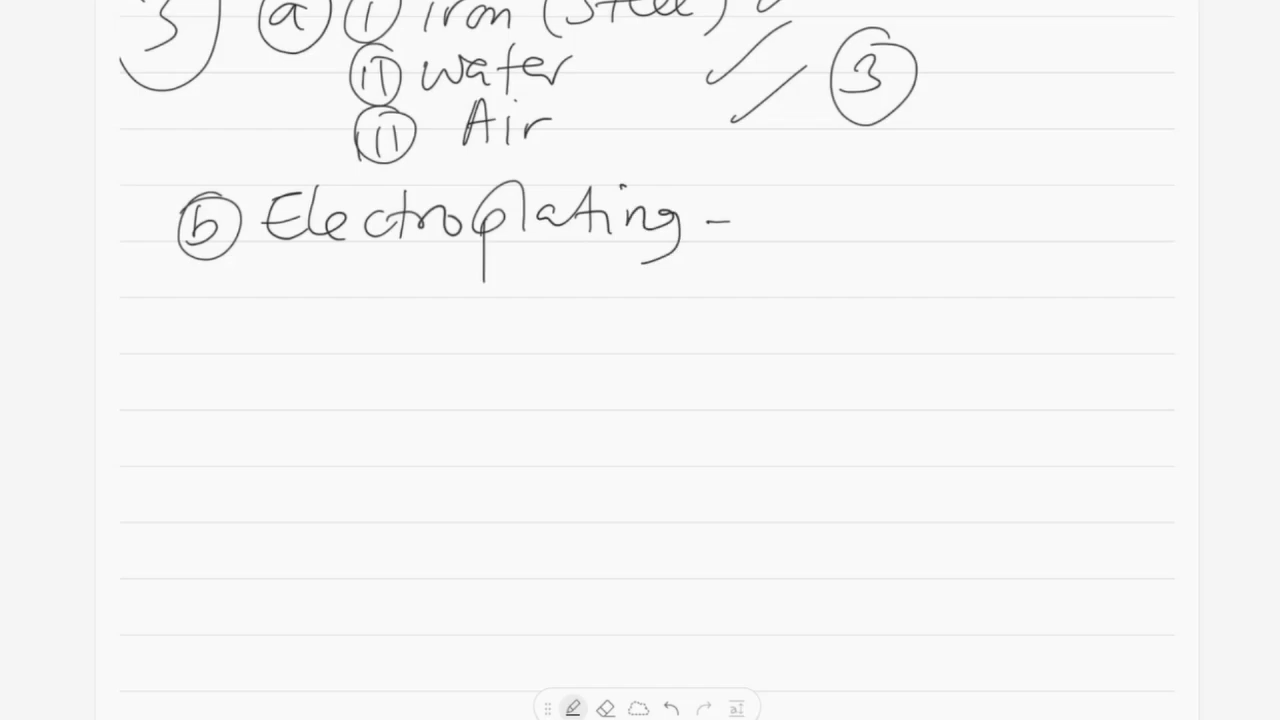 3) (a) (i) iron (steel) ✓
(ii) water ✓ (3)
(iii) Air ✓
(b) Electroplating -